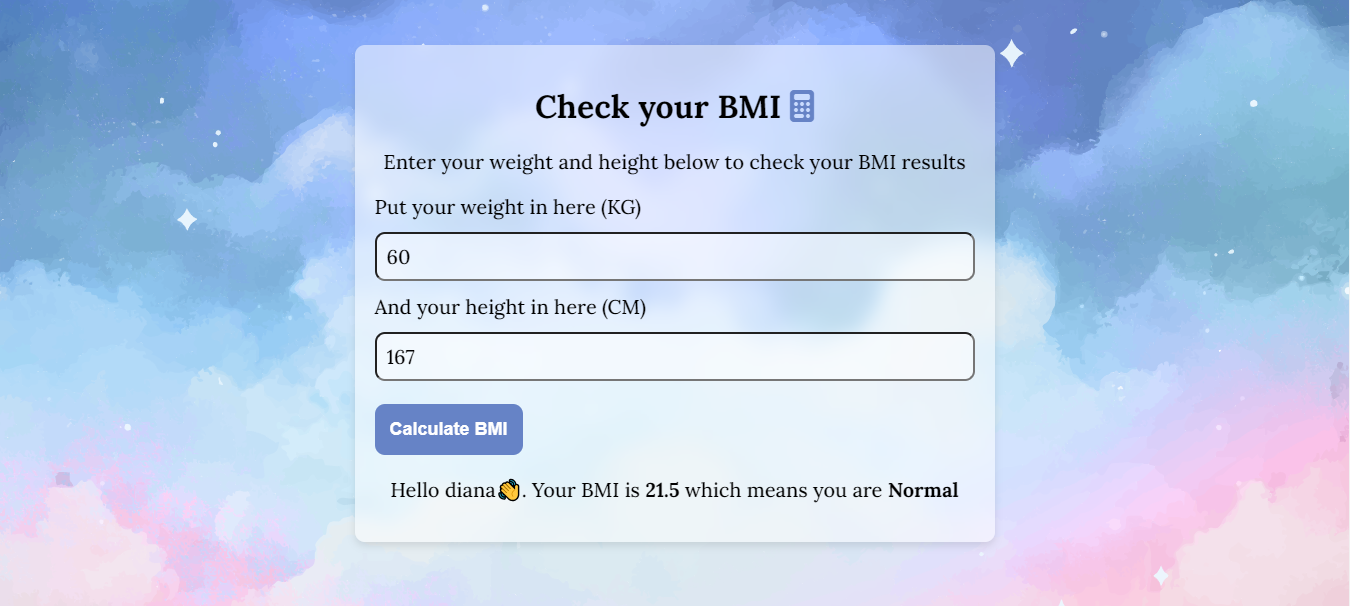 Check your BMI
Enter your weight and height below to check your BMI results
Put your weight in here (KG)
60
And your height in here (CM)
167
Calculate BMI
Hello diana👋. Your BMI is 21.5 which means you are Normal